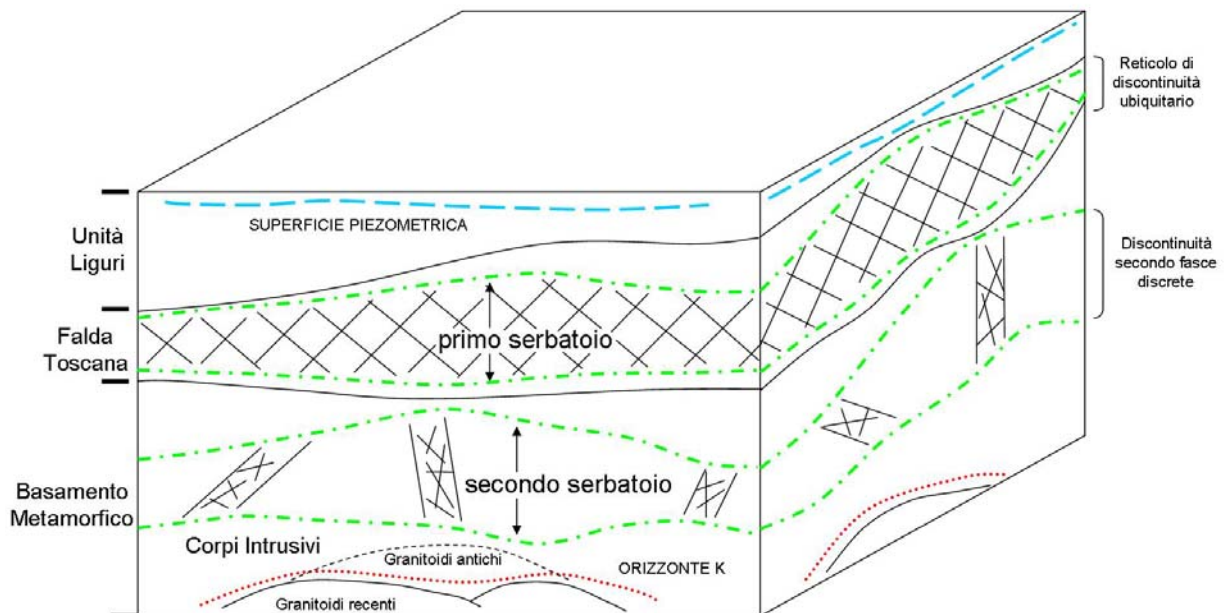 Reticolo di
discontinuità
ubiquitario
Unità
Liguri
SUPERFICIE PIEZOMETRICA
Discontinuità
secondo fasce
discrete
Falda
Toscana
primo serbatoio
Basamento
Metamorfico
secondo serbatoio
Corpi Intrusivi
Granitoidi antichi
ORIZZONTE K
Granitoidi recenti